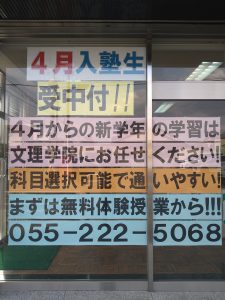 4月入塾生
受中付!!
4月からの新学年の学習は
文理学院にお任せください!
科目選択可能で通いやすい!
まずは無料体験授業から!!!
055-222-5068